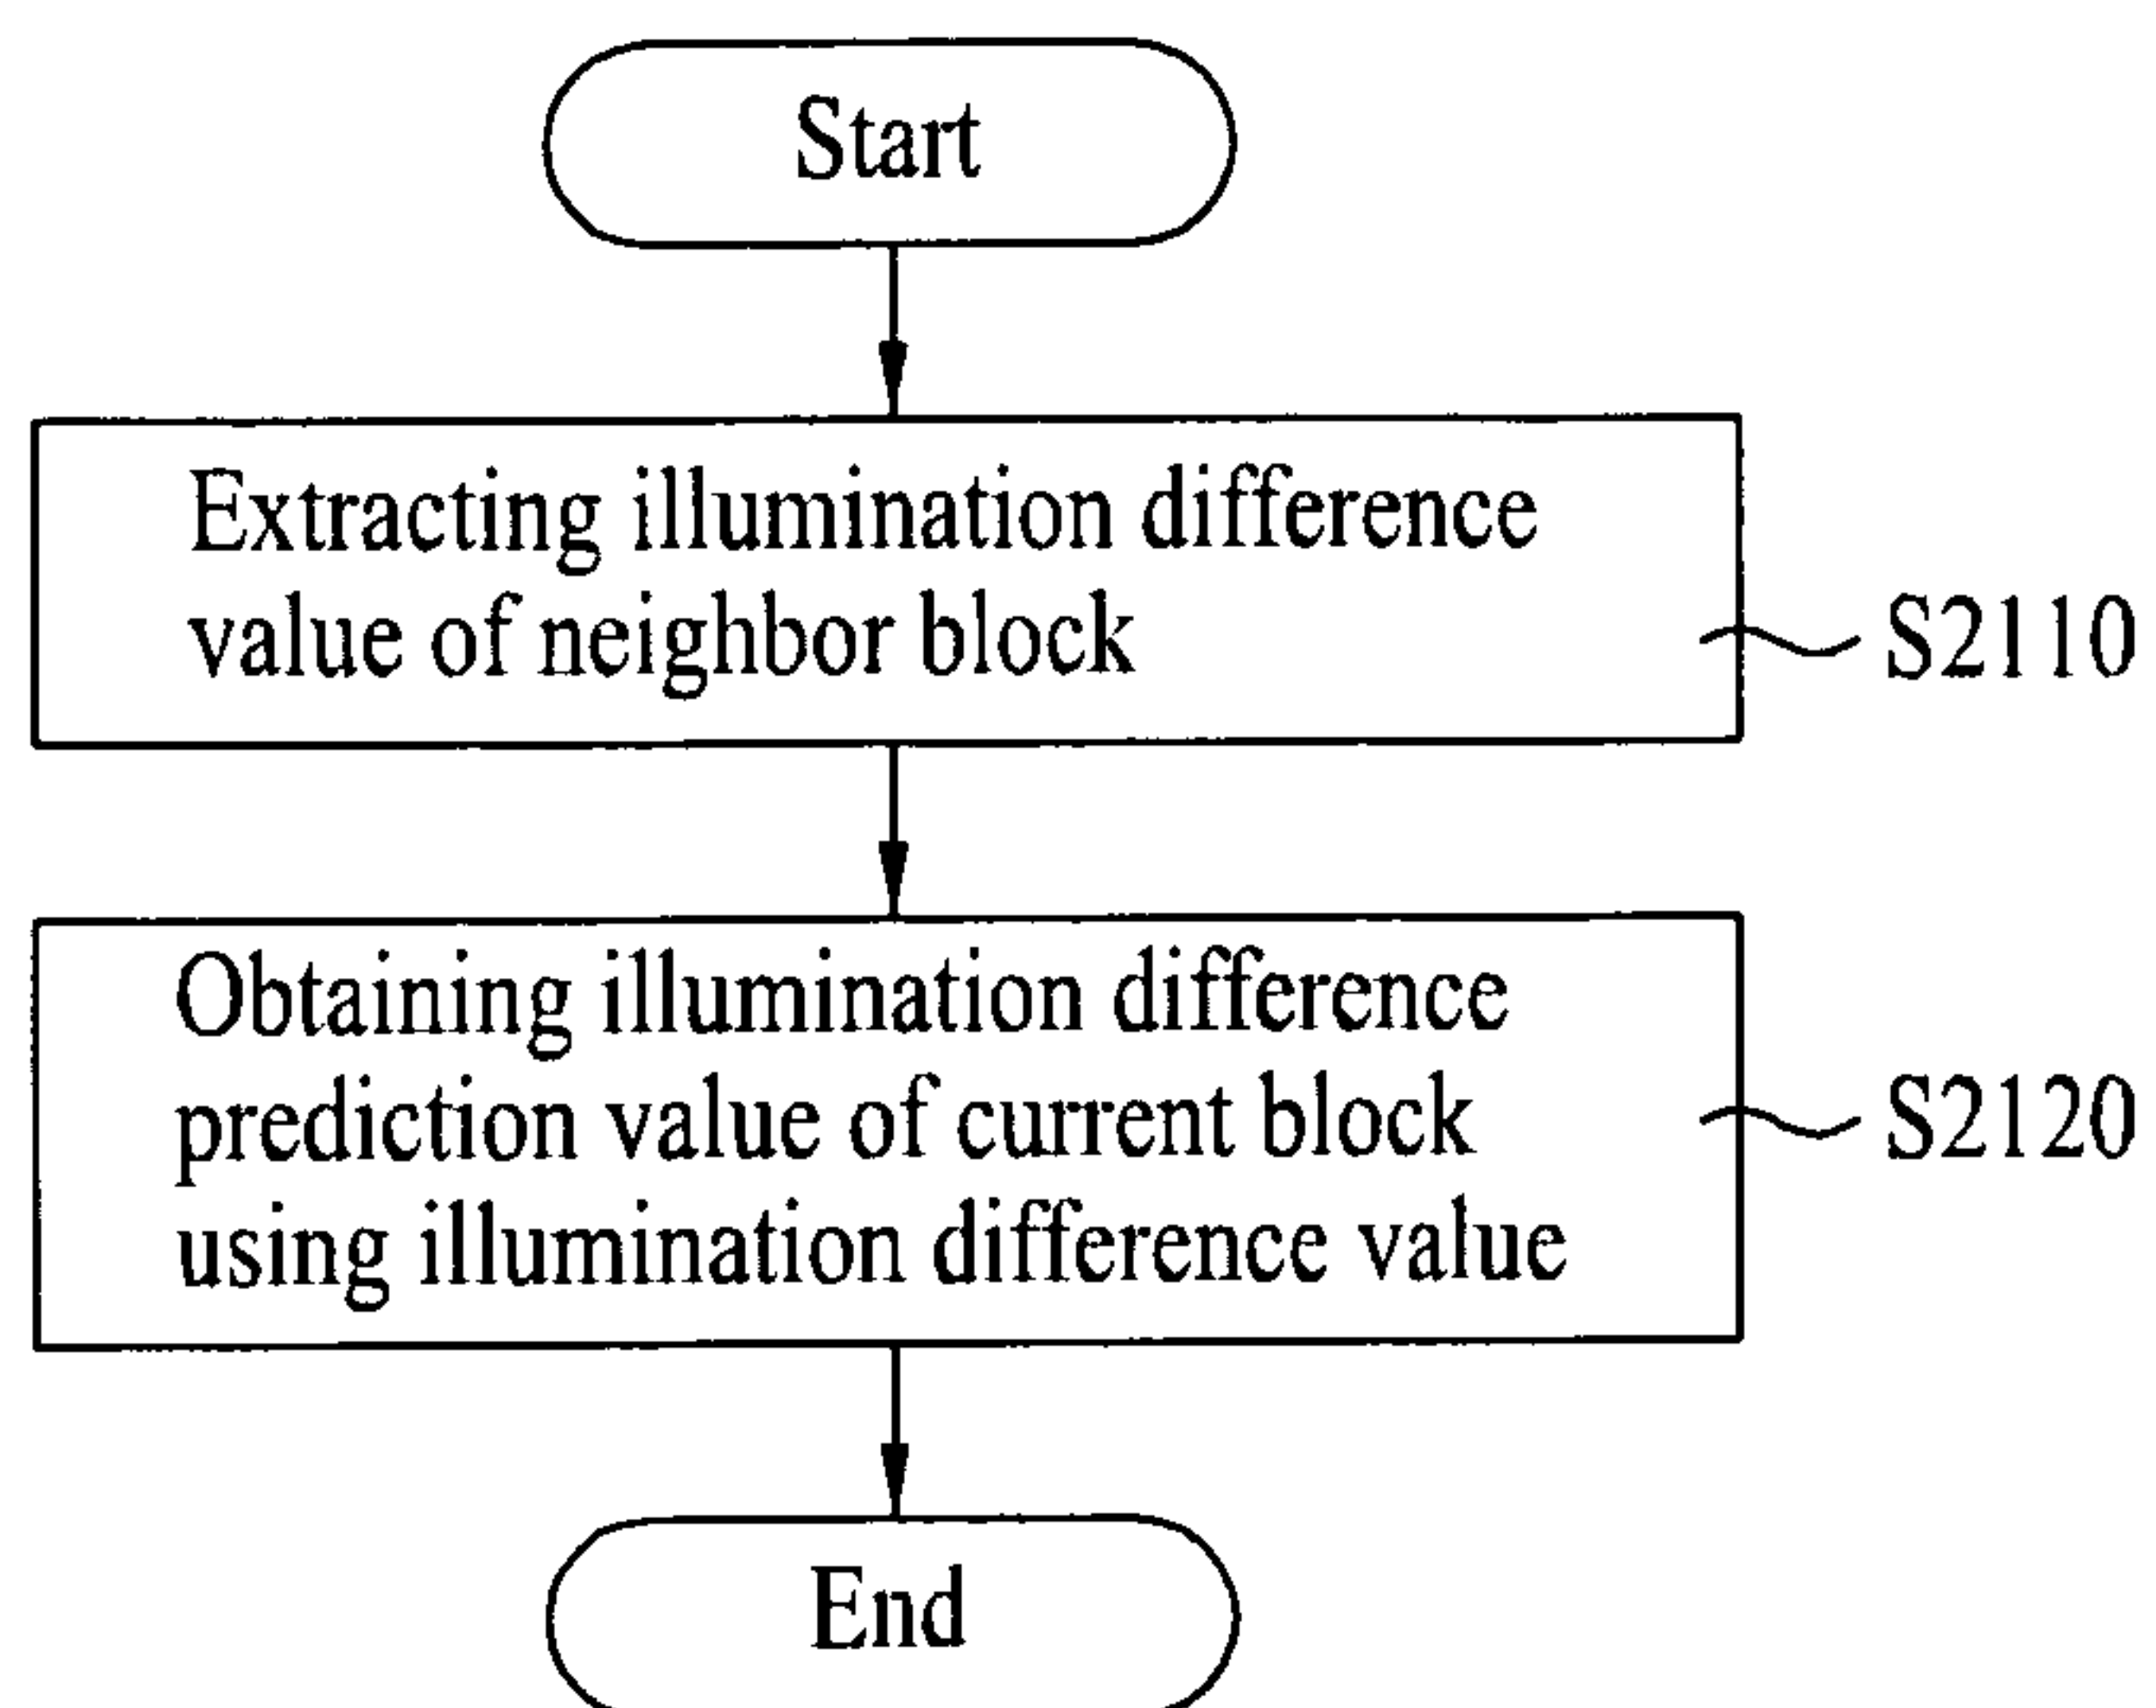 Start
Extracting illumination difference
value of neighbor block
S2110
Obtaining illumination difference
prediction value of current block
using illumination difference value
S2120
End